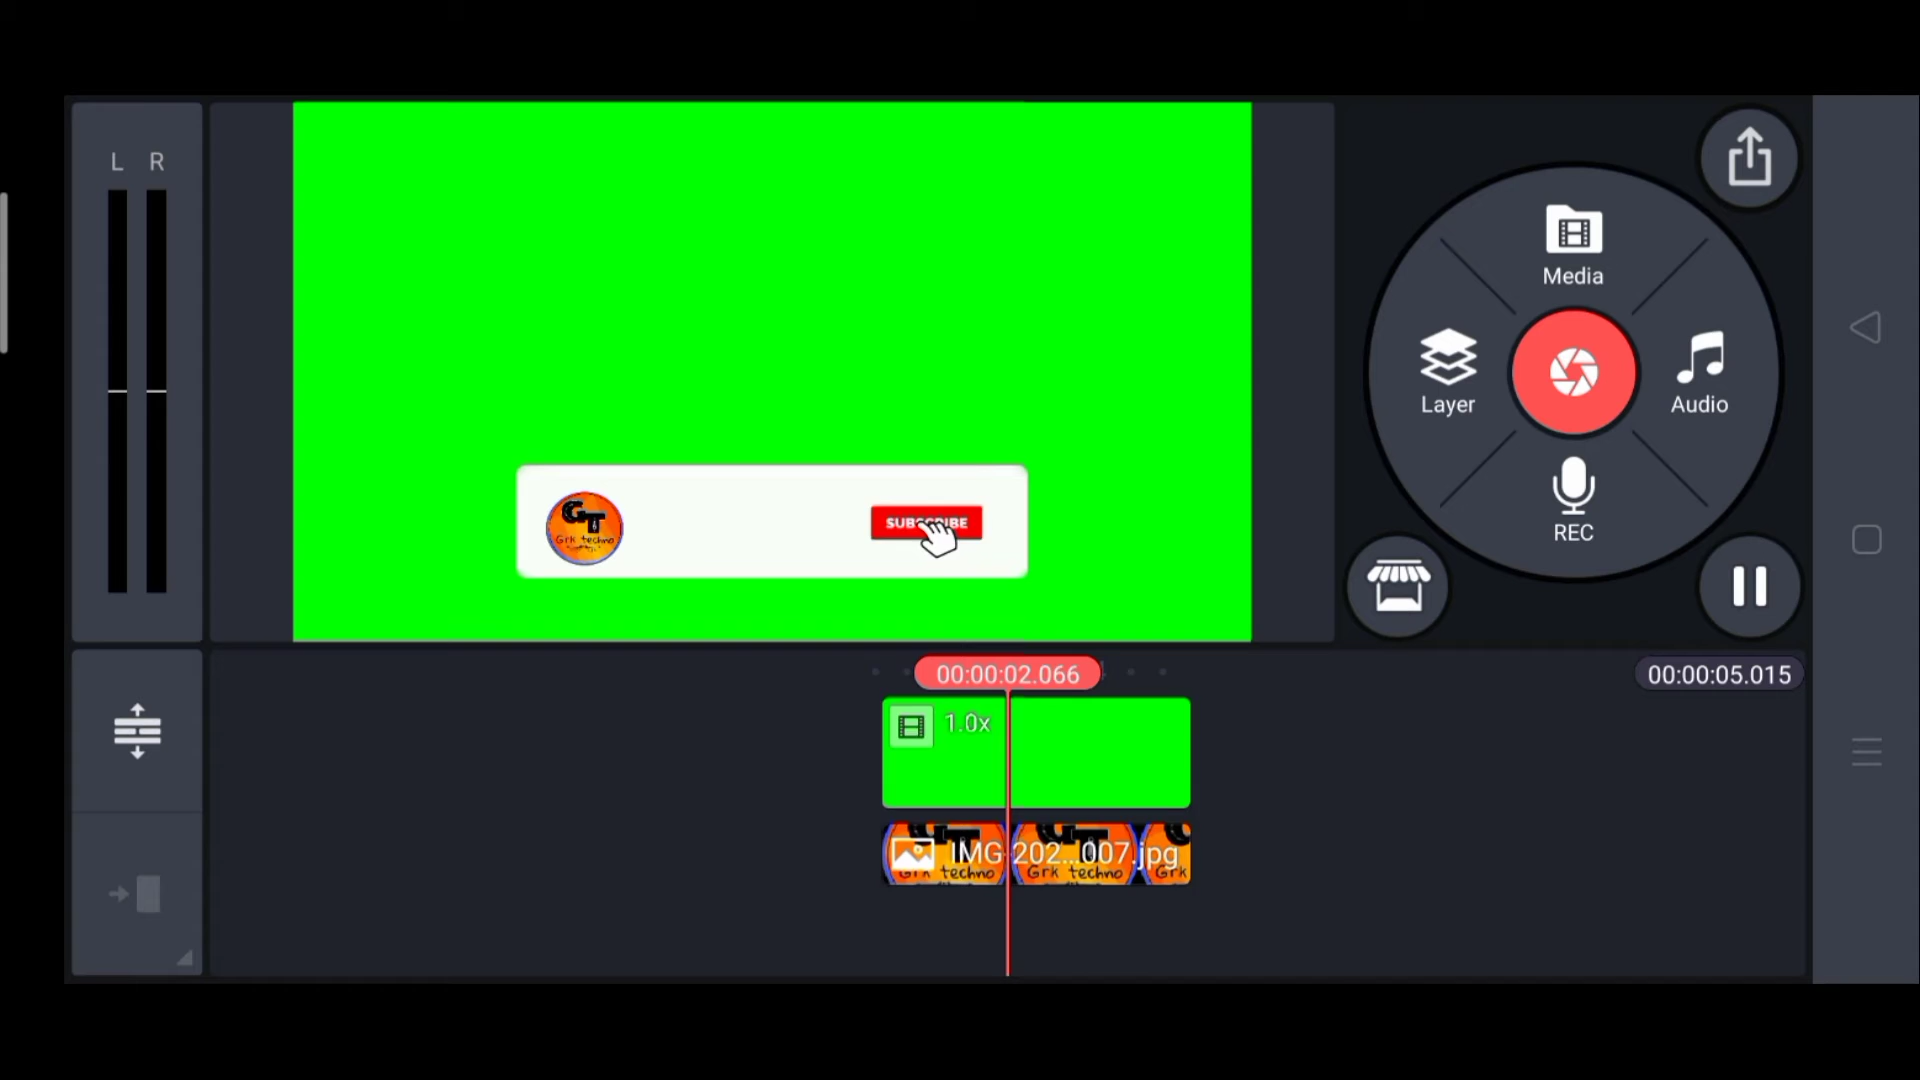 L R
Media
Layer
Audio
REC
GT
Grk techno
SUBSCRIBE
00:00:02.066
00:00:05.015
1.0x
IMG-202...007.jpg
Grk techno
Grk techno
Grk